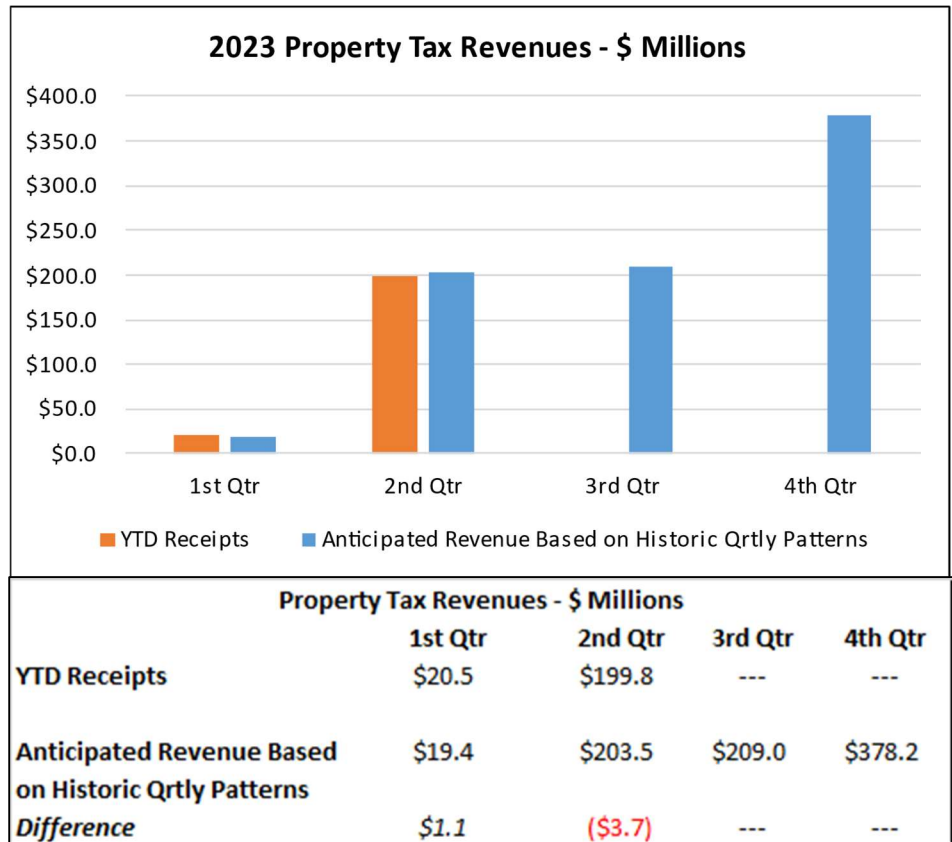 2023 Property Tax Revenues - $ Millions
$400.0
$350.0
$300.0
$250.0
$200.0
$150.0
$100.0
$50.0
$0.0
1st Qtr 2nd Qtr 3rd Qtr 4th Qtr
YTD Receipts Anticipated Revenue Based on Historic Qrtly Patterns
Property Tax Revenues - $ Millions
1st Qtr 2nd Qtr 3rd Qtr 4th Qtr
YTD Receipts $20.5 $199.8 --- ---
Anticipated Revenue Based $19.4 $203.5 $209.0 $378.2
on Historic Qrtly Patterns
Difference $1.1 ($3.7) --- ---